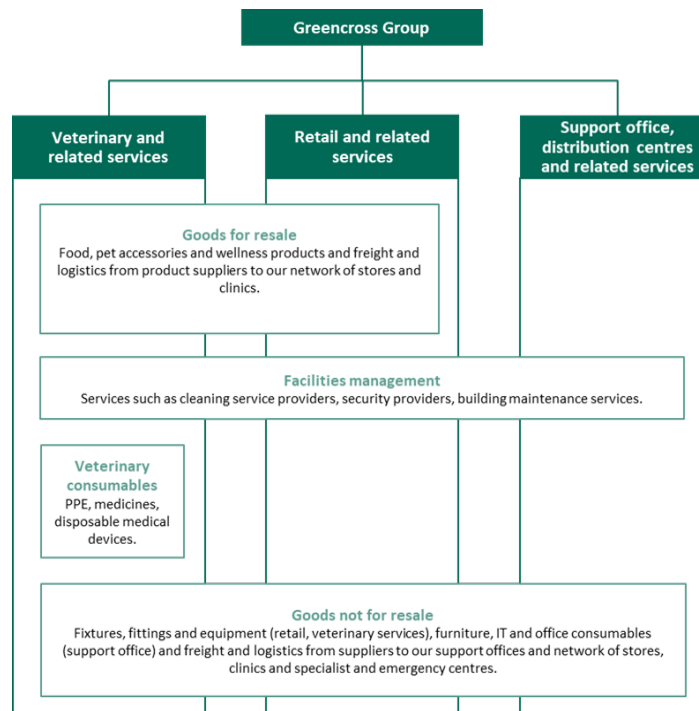 Greencross Group
Veterinary and
related services
Retail and related
services
Support office,
distribution centres
and related services
Goods for resale
Food, pet accessories and wellness products and freight and
logistics from product suppliers to our network of stores and
clinics.
Facilities management
Services such as cleaning service providers, security providers, building maintenance services.
Veterinary
consumables
PPE, medicines,
disposable medical
devices.
Goods not for resale
Fixtures, fittings and equipment (retail, veterinary services), furniture, IT and office consumables
(support office) and freight and logistics from suppliers to our support offices and network of stores,
clinics and specialist and emergency centres.